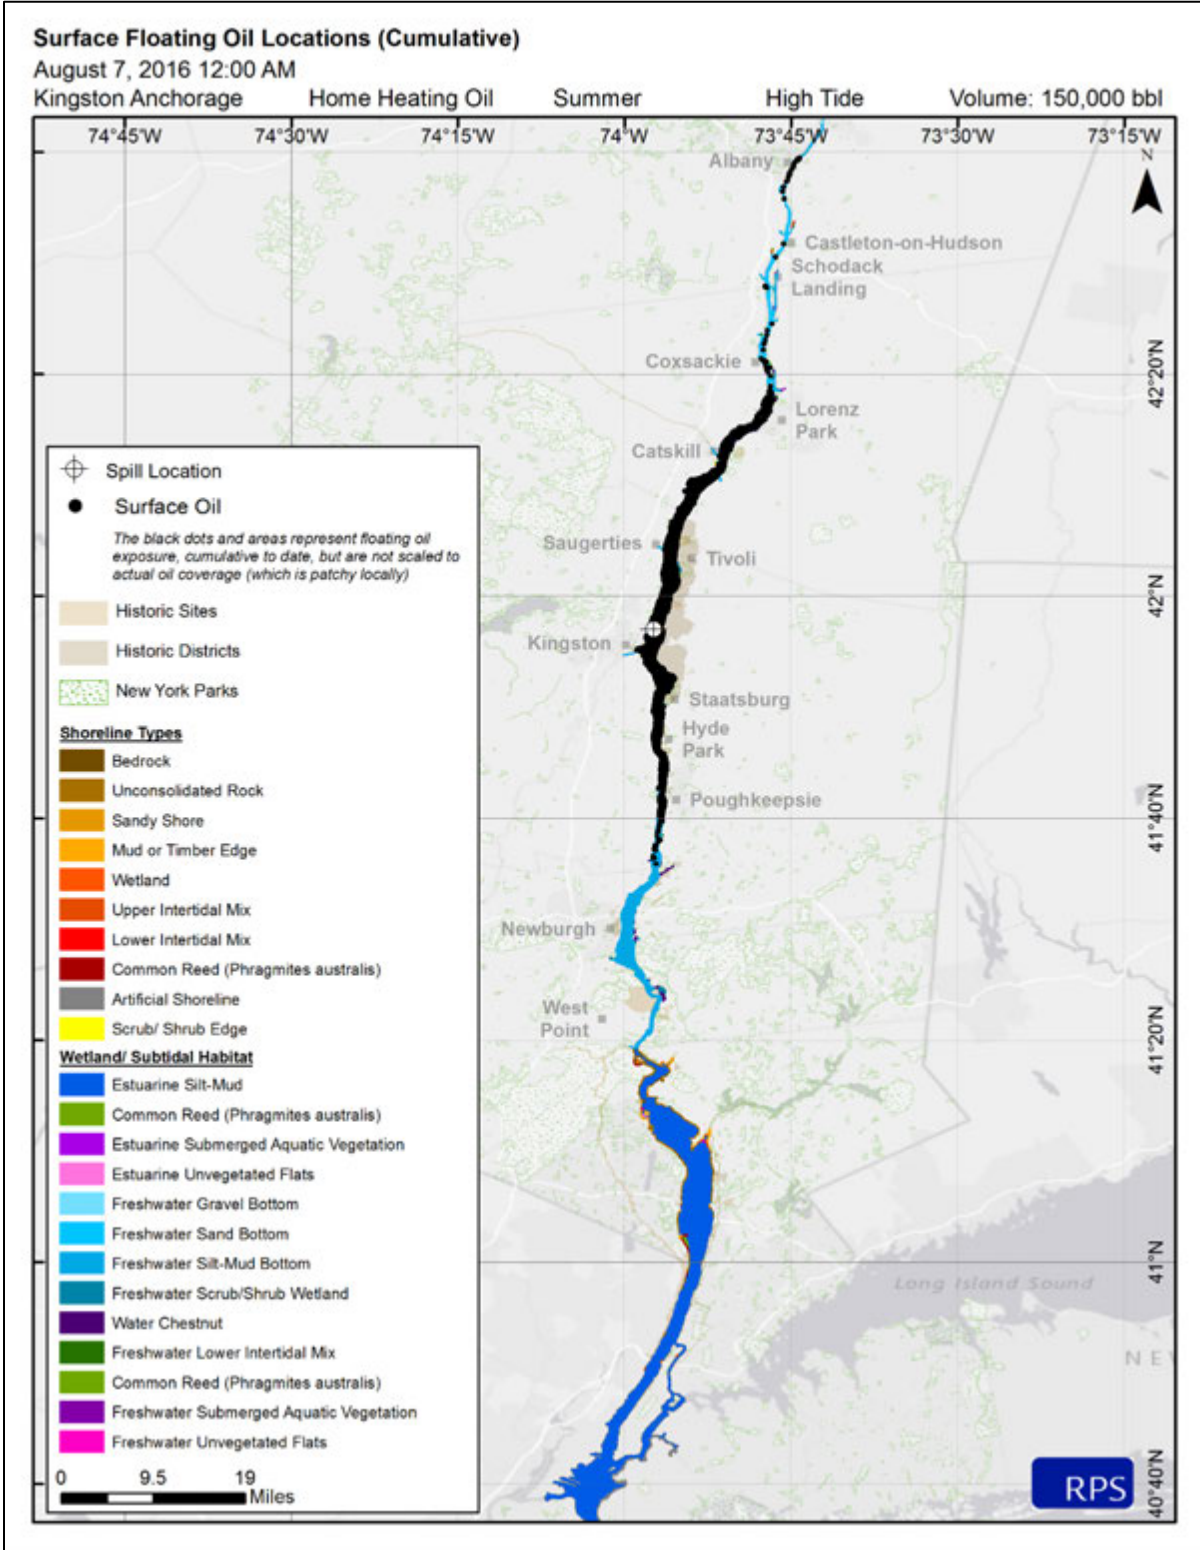 Surface Floating Oil Locations (Cumulative)
August 7, 2016 12:00 AM
Kingston Anchorage Home Heating Oil Summer High Tide Volume: 150,000 bbl
74°45'W 74°30'W 74°15'W 74°W 73°45'W 73°30'W 73°15'W
N
Albany
Castleton-on-Hudson
Schodack
Landing
Coxsackie
42°20'N
Lorenz
Park
Catskill
Saugerties
Tivoli
42°N
Kingston
Staatsburg
Hyde
Park
Poughkeepsie
41°40'N
Newburgh
West
Point
41°20'N
41°N
Long Island Sound
NEV
40°40'N
Spill Location
Surface Oil
The black dots and areas represent floating oil
exposure, cumulative to date, but are not scaled to
actual oil coverage (which is patchy locally)
Historic Sites
Historic Districts
New York Parks
Shoreline Types
Bedrock
Unconsolidated Rock
Sandy Shore
Mud or Timber Edge
Wetland
Upper Intertidal Mix
Lower Intertidal Mix
Common Reed (Phragmites australis)
Artificial Shoreline
Scrub/ Shrub Edge
Wetland/ Subtidal Habitat
Estuarine Silt-Mud
Common Reed (Phragmites australis)
Estuarine Submerged Aquatic Vegetation
Estuarine Unvegetated Flats
Freshwater Gravel Bottom
Freshwater Sand Bottom
Freshwater Silt-Mud Bottom
Freshwater Scrub/Shrub Wetland
Water Chestnut
Freshwater Lower Intertidal Mix
Common Reed (Phragmites australis)
Freshwater Submerged Aquatic Vegetation
Freshwater Unvegetated Flats
0 9.5 19
Miles
RPS